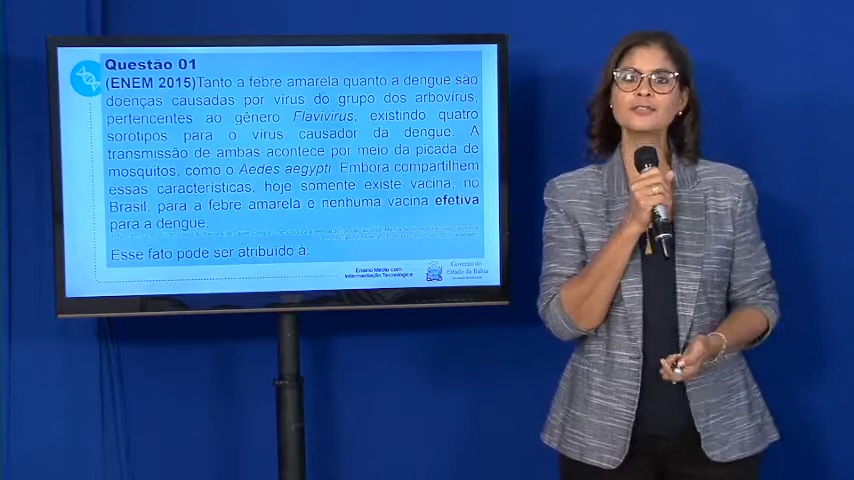 Questão 01
(ENEM 2015)Tanto a febre amarela quanto a dengue são
doenças causadas por vírus do grupo dos arbovírus,
pertencentes ao gênero Flavivirus, existindo quatro
sorotipos para o vírus causador da dengue. A
transmissão de ambas acontece por meio da picada de
mosquitos, como o Aedes aegypti. Embora compartilhem
essas características, hoje somente existe vacina, no
Brasil, para a febre amarela e nenhuma vacina efetiva
para a dengue.
Esse fato pode ser atribuído à:
Ensino Médio com
Intermediação Tecnológica
Governo do
Estado da Bahia